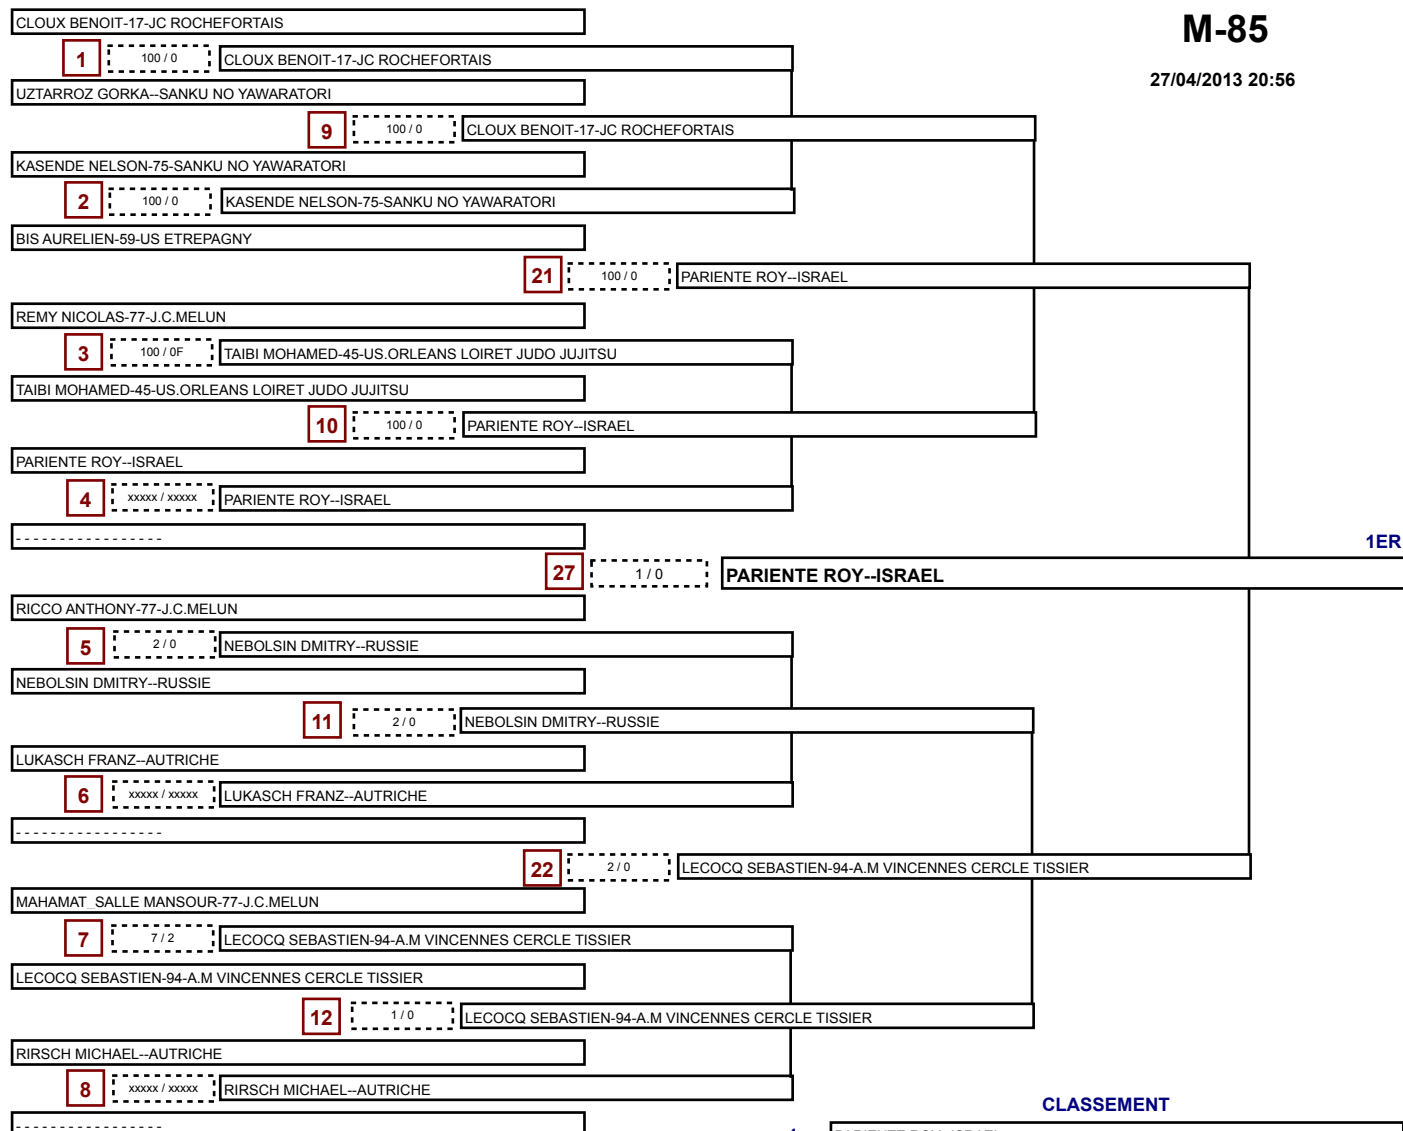 CLOUX BENOIT-17-JC ROCHEFORTAIS
M-85
1
100 / 0
CLOUX BENOIT-17-JC ROCHEFORTAIS
27/04/2013 20:56
UZTARROZ GORKA--SANKU NO YAWARATORI
9
100 / 0
CLOUX BENOIT-17-JC ROCHEFORTAIS
KASENDE NELSON-75-SANKU NO YAWARATORI
2
100 / 0
KASENDE NELSON-75-SANKU NO YAWARATORI
BIS AURELIEN-59-US ETREPAGNY
21
100 / 0
PARIENTE ROY--ISRAEL
REMY NICOLAS-77-J.C.MELUN
3
100 / 0F
TAIBI MOHAMED-45-US.ORLEANS LOIRET JUDO JUJITSU
TAIBI MOHAMED-45-US.ORLEANS LOIRET JUDO JUJITSU
10
100 / 0
PARIENTE ROY--ISRAEL
PARIENTE ROY--ISRAEL
4
xxxxx / xxxxx
PARIENTE ROY--ISRAEL
- - - - - - - - - - - - - - - - -
1ER
27
1 / 0
PARIENTE ROY--ISRAEL
RICCO ANTHONY-77-J.C.MELUN
5
2 / 0
NEBOLSIN DMITRY--RUSSIE
NEBOLSIN DMITRY--RUSSIE
11
2 / 0
NEBOLSIN DMITRY--RUSSIE
LUKASCH FRANZ--AUTRICHE
6
xxxxx / xxxxx
LUKASCH FRANZ--AUTRICHE
- - - - - - - - - - - - - - - - -
22
2 / 0
LECOCQ SEBASTIEN-94-A.M VINCENNES CERCLE TISSIER
MAHAMAT_SALLE MANSOUR-77-J.C.MELUN
7
7 / 2
LECOCQ SEBASTIEN-94-A.M VINCENNES CERCLE TISSIER
LECOCQ SEBASTIEN-94-A.M VINCENNES CERCLE TISSIER
12
1 / 0
LECOCQ SEBASTIEN-94-A.M VINCENNES CERCLE TISSIER
RIRSCH MICHAEL--AUTRICHE
8
xxxxx / xxxxx
RIRSCH MICHAEL--AUTRICHE
CLASSEMENT
- - - - - - - - - - - - - - - - -